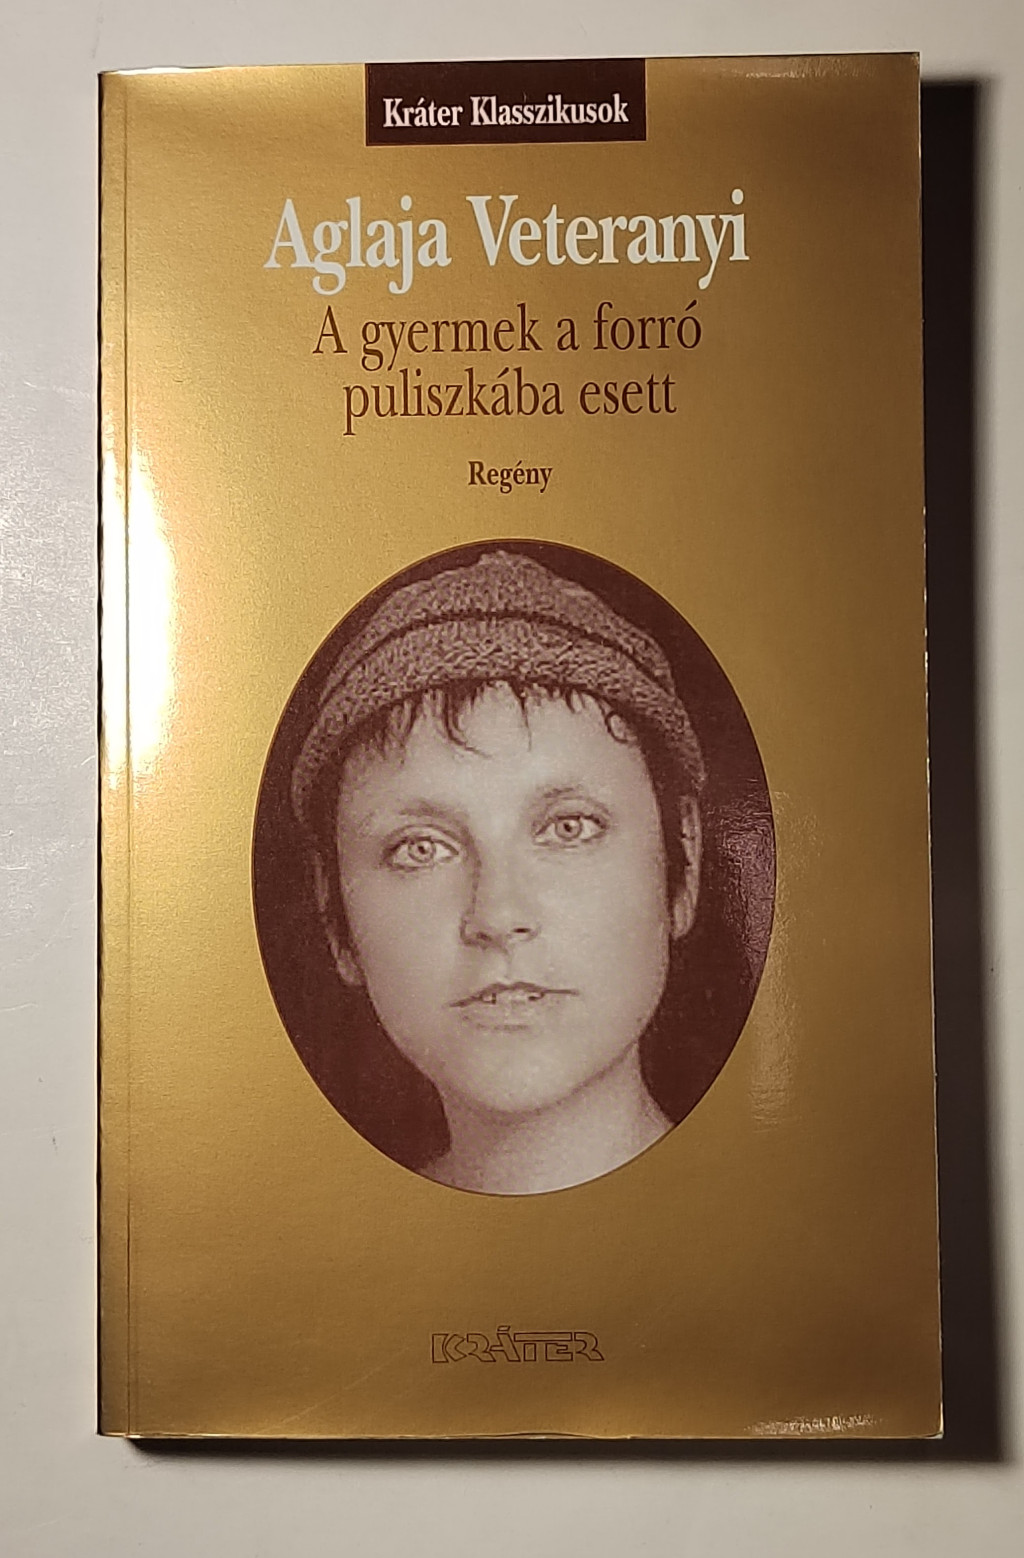 Kráter Klasszikusok
Aglaja Veteranyi
A gyermek a forró
puliszkába esett
Regény
KRÁTER